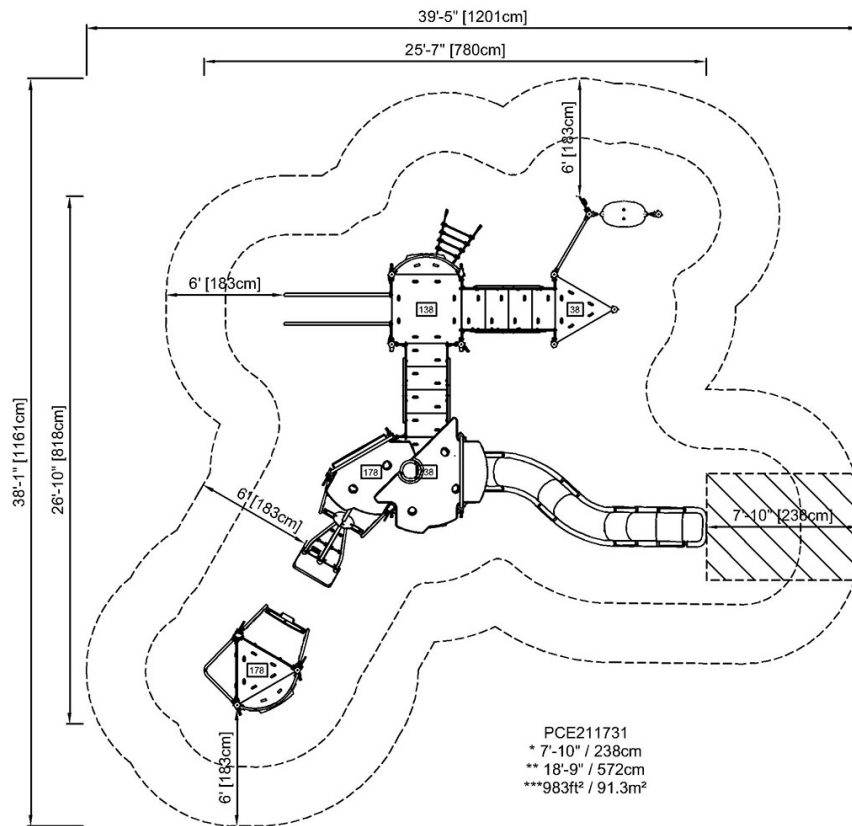 39'-5" [1201cm]
25'-7" [780cm]
6' [183cm]
6' [183cm]
138
38
38'-1" [1161cm]
26'-10" [818cm]
178
238
6' [183cm]
7'-10" [238cm]
178
6' [183cm]
PCE211731
* 7'-10" / 238cm
** 18'-9" / 572cm
***983ft² / 91.3m²